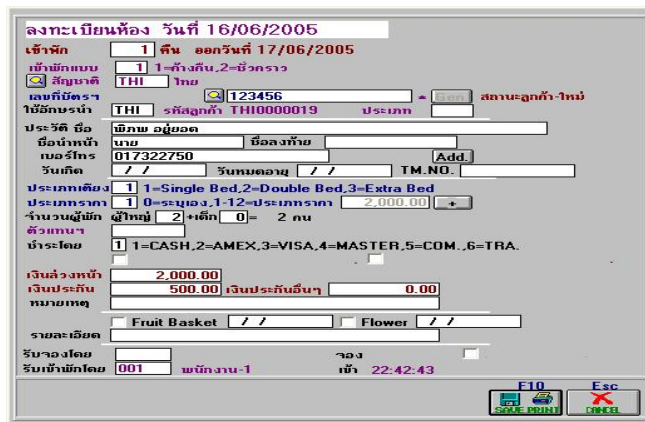 ลงทะเบียนห้อง วันที่ 16/06/2005
เข้าพัก 1 คืน ออกวันที่ 17/06/2005
เข้าพักแบบ 1 1=ค้างคืน,2=ชั่วคราว
สัญชาติ THI ไทย
เลขที่บัตรฯ 123456 Gen สถานะลูกค้า-ใหม่
ใช้อักษรนำ THI รหัสลูกค้า THI0000019 ประเภท
ประวัติ ชื่อ พิภพ อยู่ยอด
ชื่อนำหน้า นาย ชื่อลงท้าย
เบอร์โทร 017322750 Add.
วันเกิด / / วันหมดอายุ / / TM.NO.
ประเภทเตียง 1 1=Single Bed,2=Double Bed,3=Extra Bed
ประเภทราคา 1 0=ระบุเอง,1-12=ประเภทราคา 2,000.00 +
จำนวนผู้พัก ผู้ใหญ่ 2 +เด็ก 0 = 2 คน
ตัวแทนฯ
ชำระโดย 1 1=CASH,2=AMEX,3=VISA,4=MASTER,5=COM.,6=TRA.
เงินล่วงหน้า 2,000.00
เงินประกัน 500.00 เงินประกันอื่นๆ 0.00
หมายเหตุ
Fruit Basket / / Flower / /
รายละเอียด
รับจองโดย จอง
รับเข้าพักโดย 001 พนักงาน-1 เข้า 22:42:43
F10 Esc
SAVE PRINT CANCEL